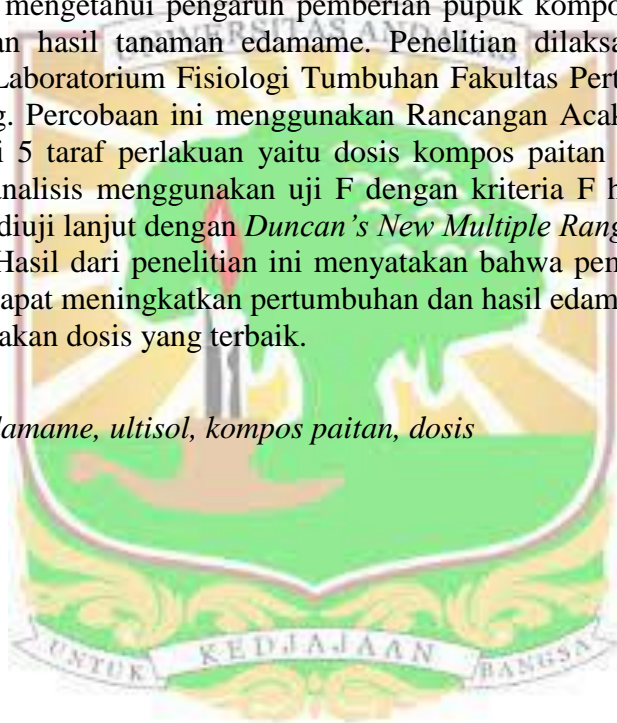 mengetahui pengaruh pemberian pupuk kompo
an hasil tanaman edamame. Penelitian dilaksa
Laboratorium Fisiologi Tumbuhan Fakultas Pert
g. Percobaan ini menggunakan Rancangan Acak
i 5 taraf perlakuan yaitu dosis kompos paitan
analisis menggunakan uji F dengan kriteria F h
diuji lanjut dengan Duncan's New Multiple Rang
Hasil dari penelitian ini menyatakan bahwa pem
apat meningkatkan pertumbuhan dan hasil edam
akan dosis yang terbaik.
damame, ultisol, kompos paitan, dosis
UNIVERSITAS ANDALAS
UNTUK KEDJAJAAN BANGSA